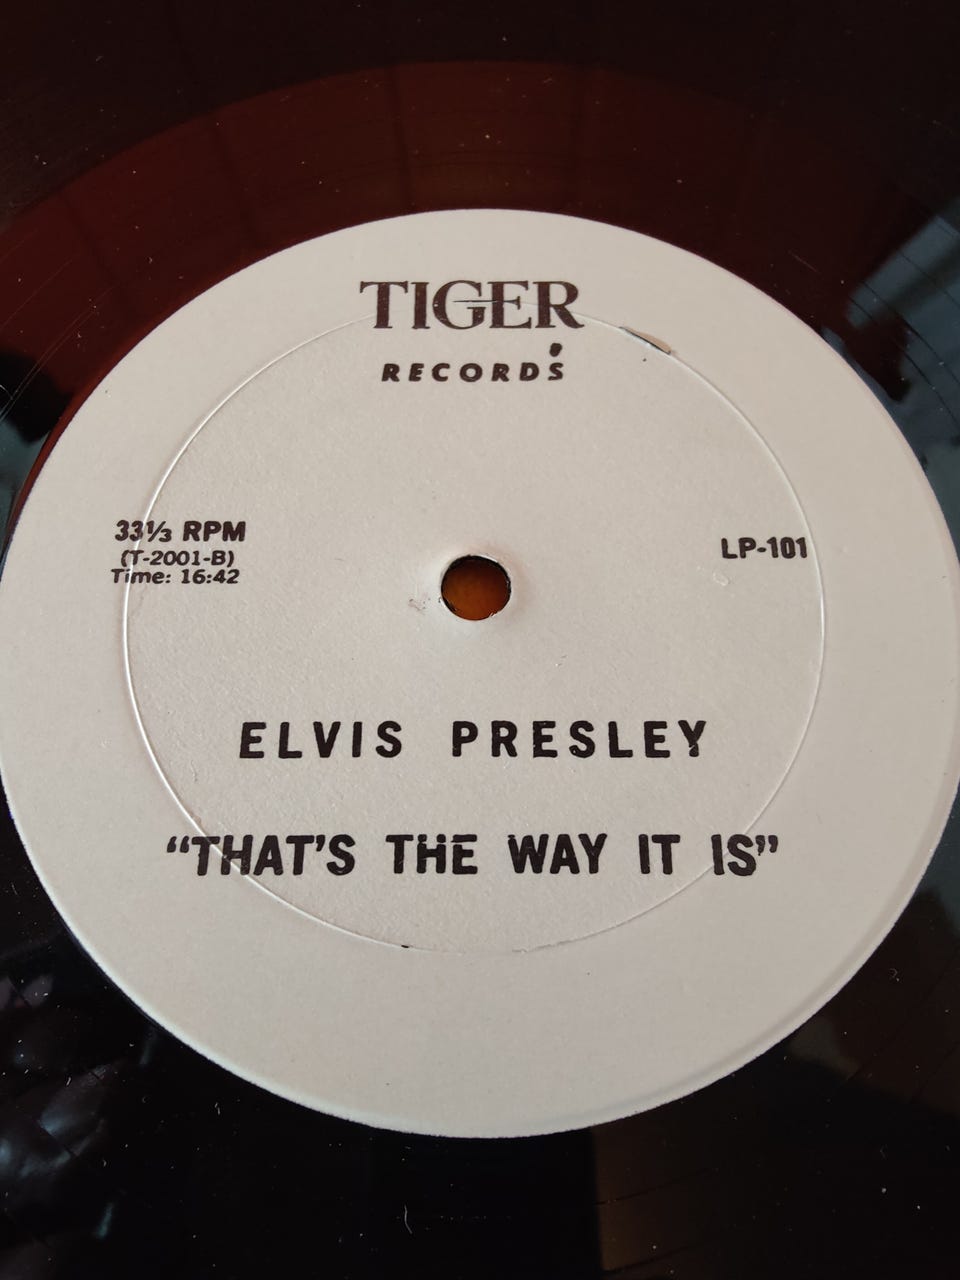 TIGER
RECORDS
33⅓ RPM
(T-2001-B)
Time: 16:42
LP-101
ELVIS PRESLEY
“THAT’S THE WAY IT IS”